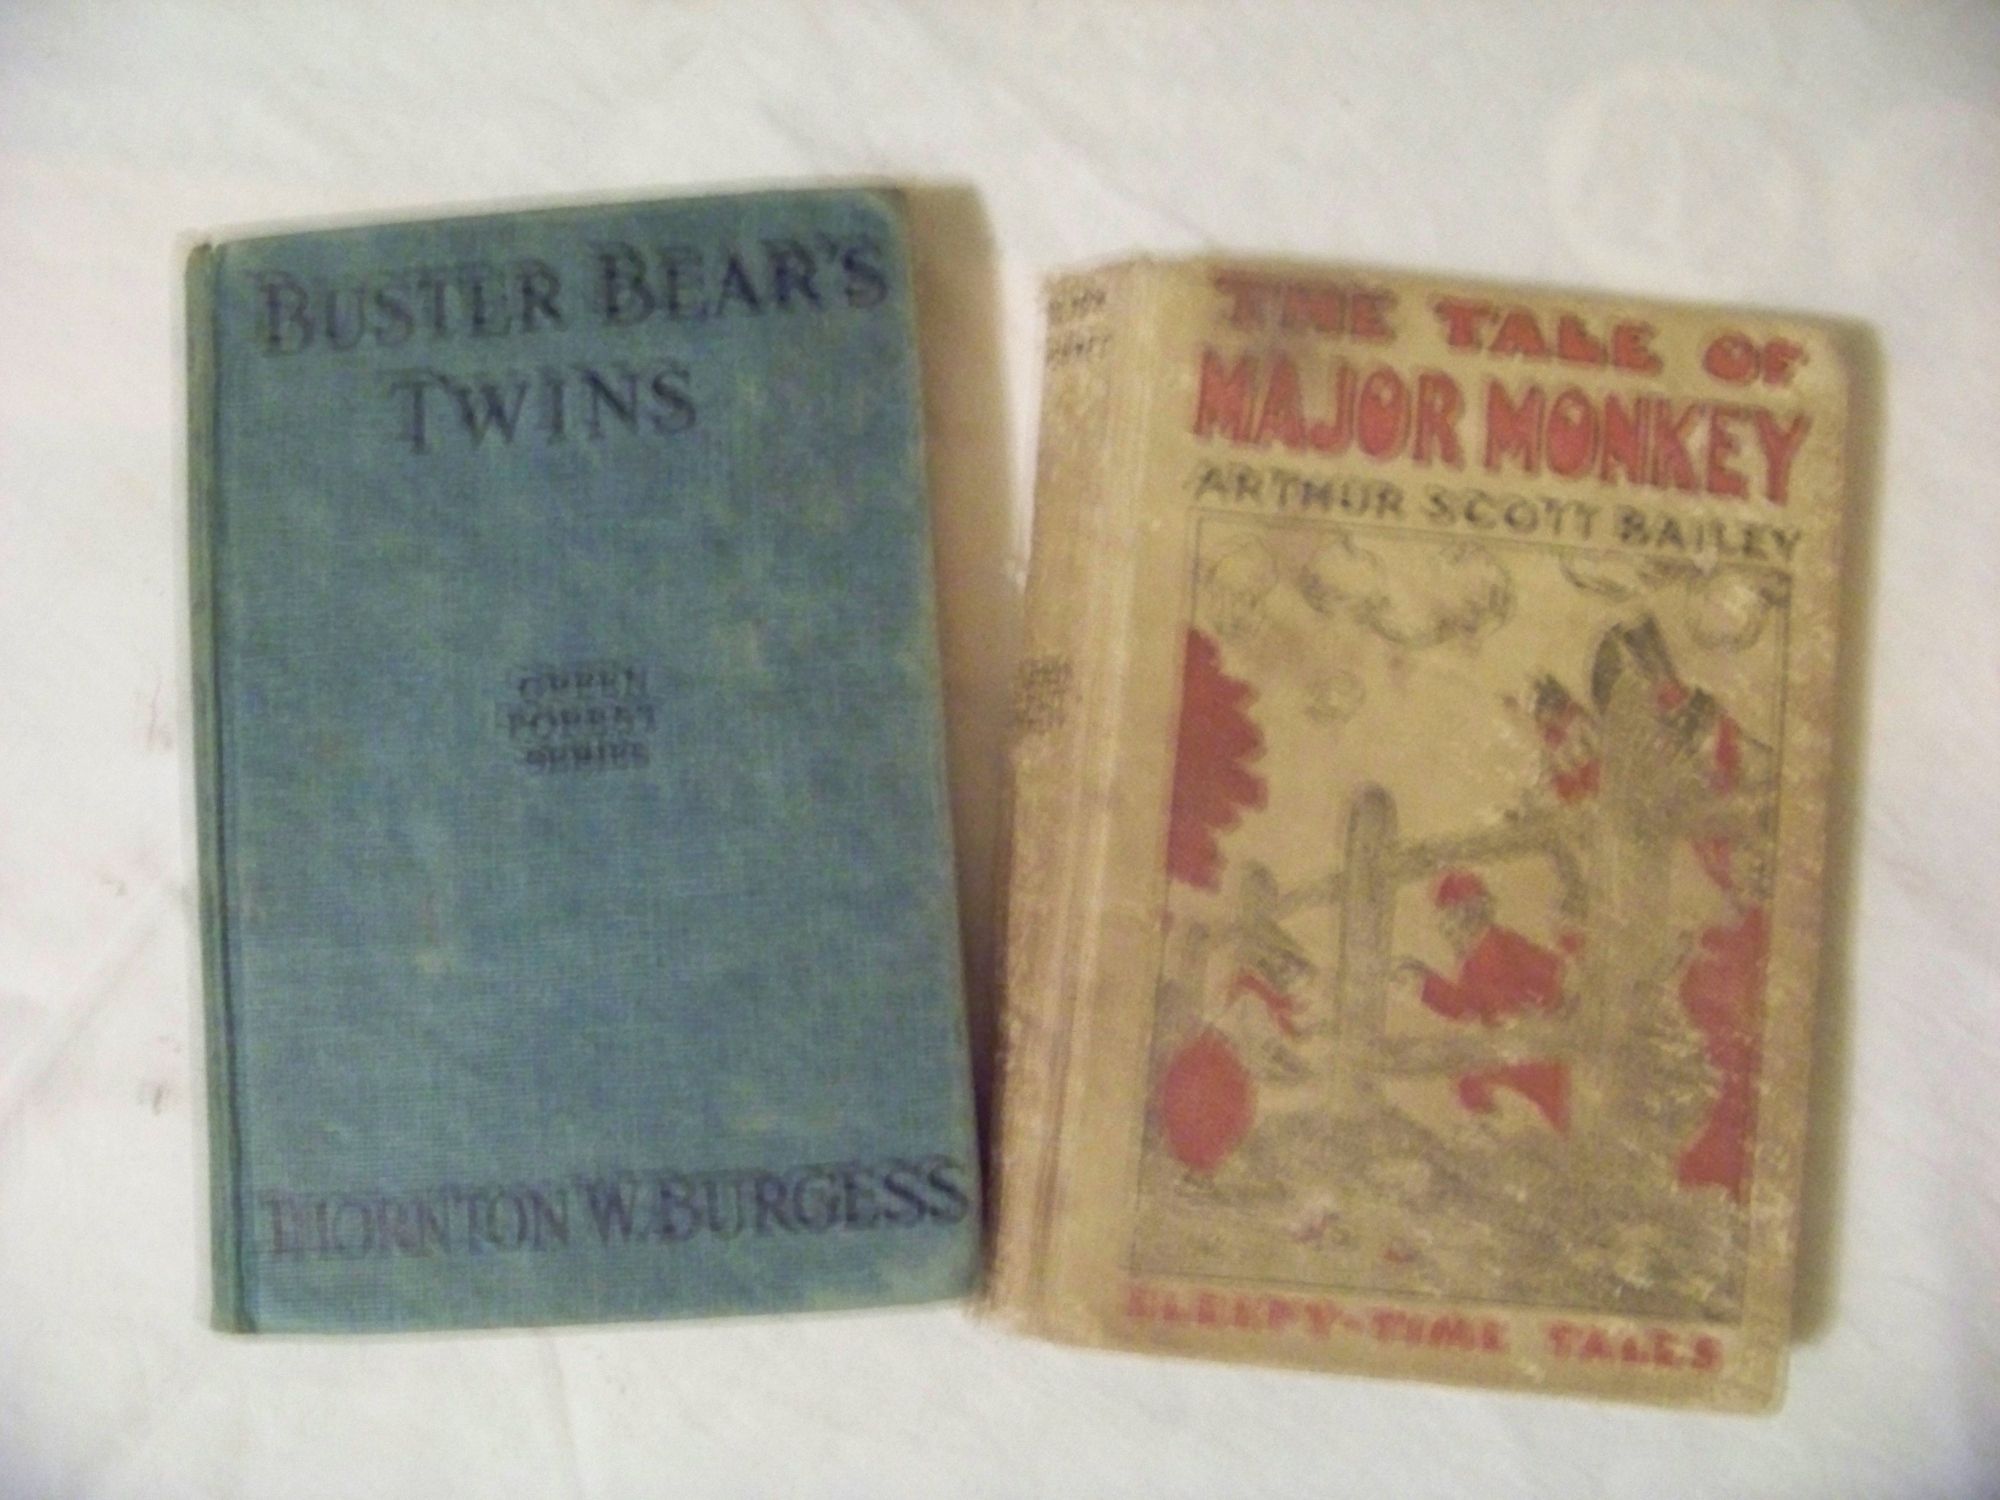 BUSTER BEAR'S
TWINS
GREEN
FOREST
SERIES
THORNTON W. BURGESS
THE TALE OF
MAJOR MONKEY
ARTHUR SCOTT BAILEY
SLEEPY-TIME TALES